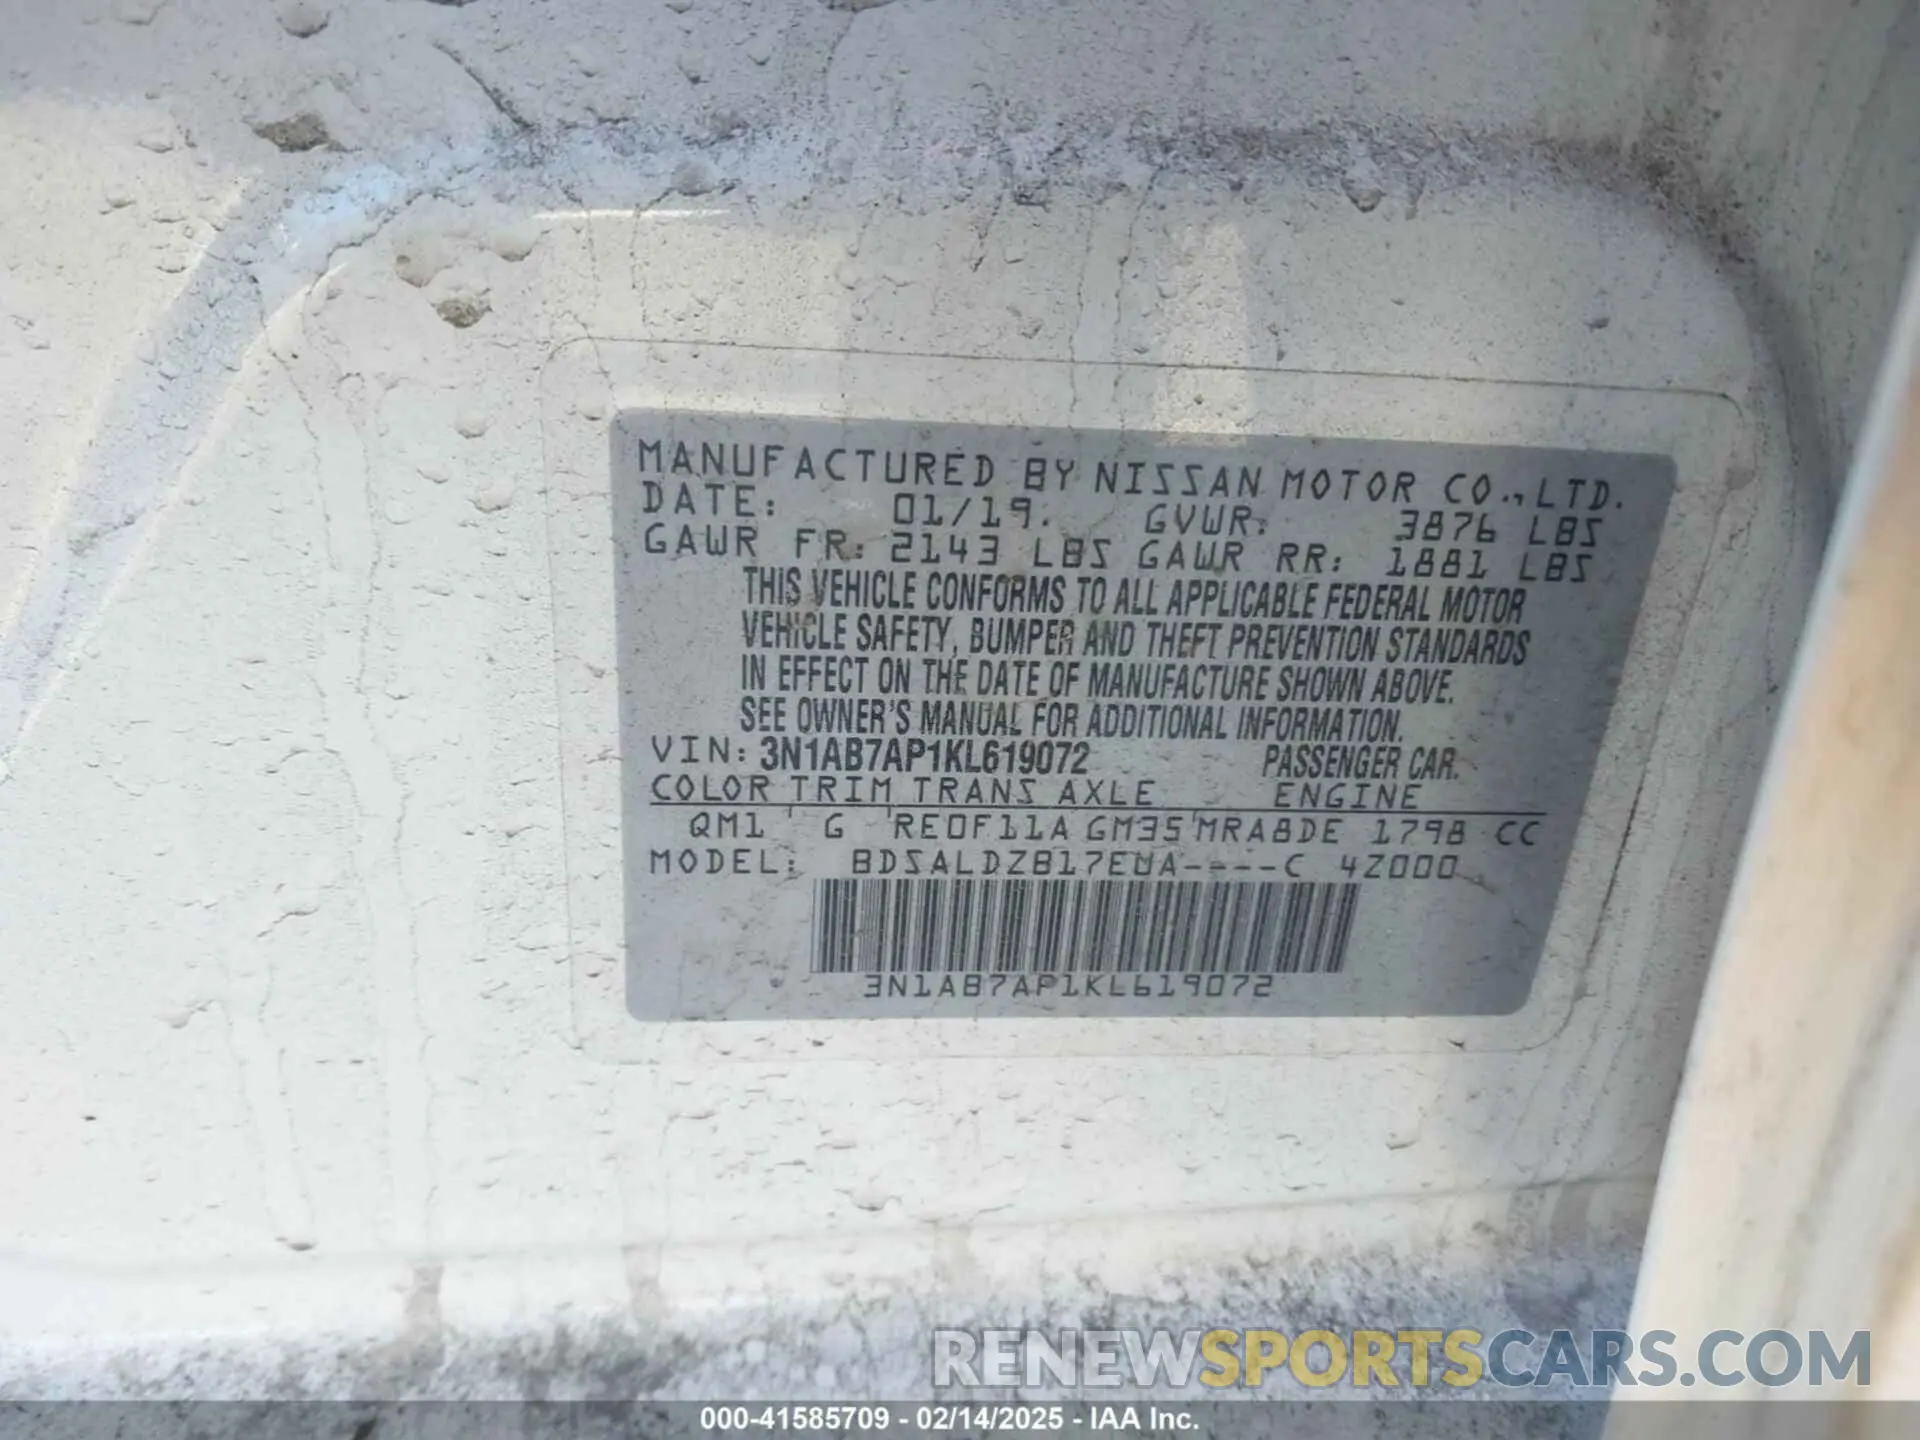 MANUFACTURED BY NISSAN MOTOR CO., LTD.
DATE: 01/19. GVWR: 3876 LBS
GAWR FR: 2143 LBS GAWR RR: 1881 LBS
THIS VEHICLE CONFORMS TO ALL APPLICABLE FEDERAL MOTOR
VEHICLE SAFETY, BUMPER AND THEFT PREVENTION STANDARDS
IN EFFECT ON THE DATE OF MANUFACTURE SHOWN ABOVE.
SEE OWNER'S MANUAL FOR ADDITIONAL INFORMATION.
VIN: 3N1AB7AP1KL619072 PASSENGER CAR.
COLOR TRIM TRANS AXLE ENGINE
QM1 G RE0F11A GM35 MRA8DE 1798 CC
MODEL: BDSALDZB17EUA----C 4Z000
3N1AB7AP1KL619072
RENEWSPORTSCARS.COM
000-41585709 - 02/14/2025 - IAA Inc.